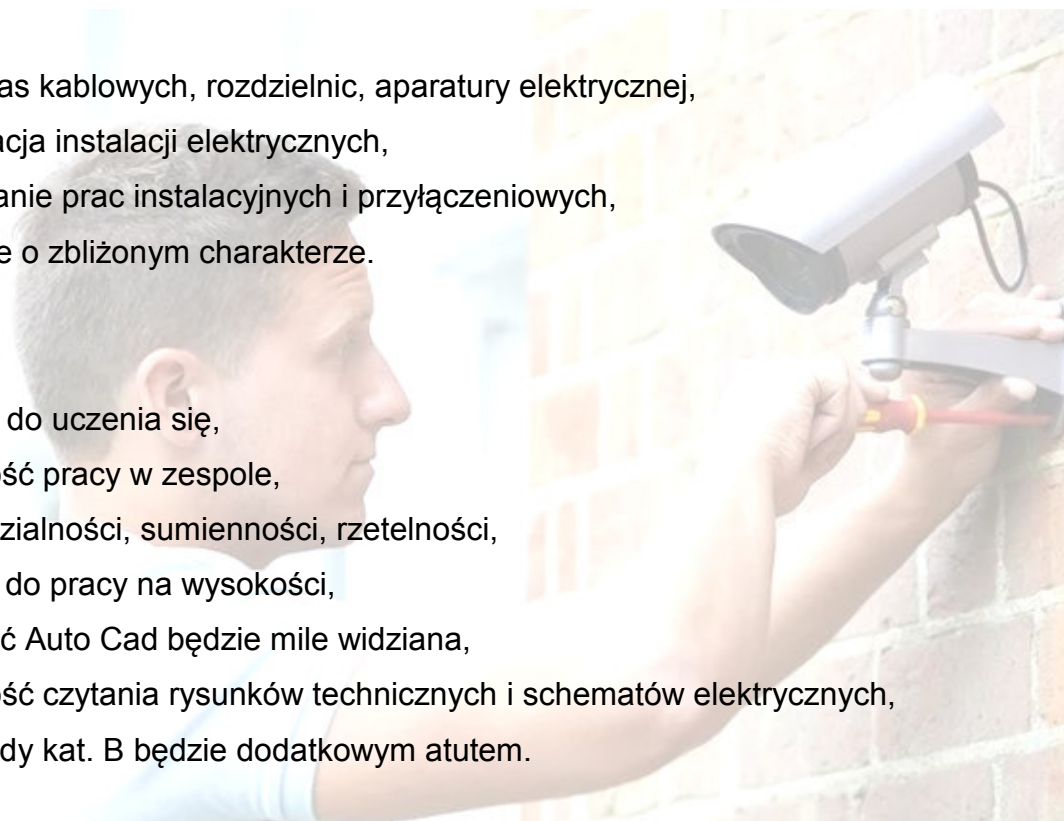 as kablowych, rozdzielnic, aparatury elektrycznej,
acja instalacji elektrycznych,
anie prac instalacyjnych i przyłączeniowych,
e o zbliżonym charakterze.
do uczenia się,
ość pracy w zespole,
zialności, sumienności, rzetelności,
do pracy na wysokości,
ć Auto Cad będzie mile widziana,
ość czytania rysunków technicznych i schematów elektrycznych,
dy kat. B będzie dodatkowym atutem.